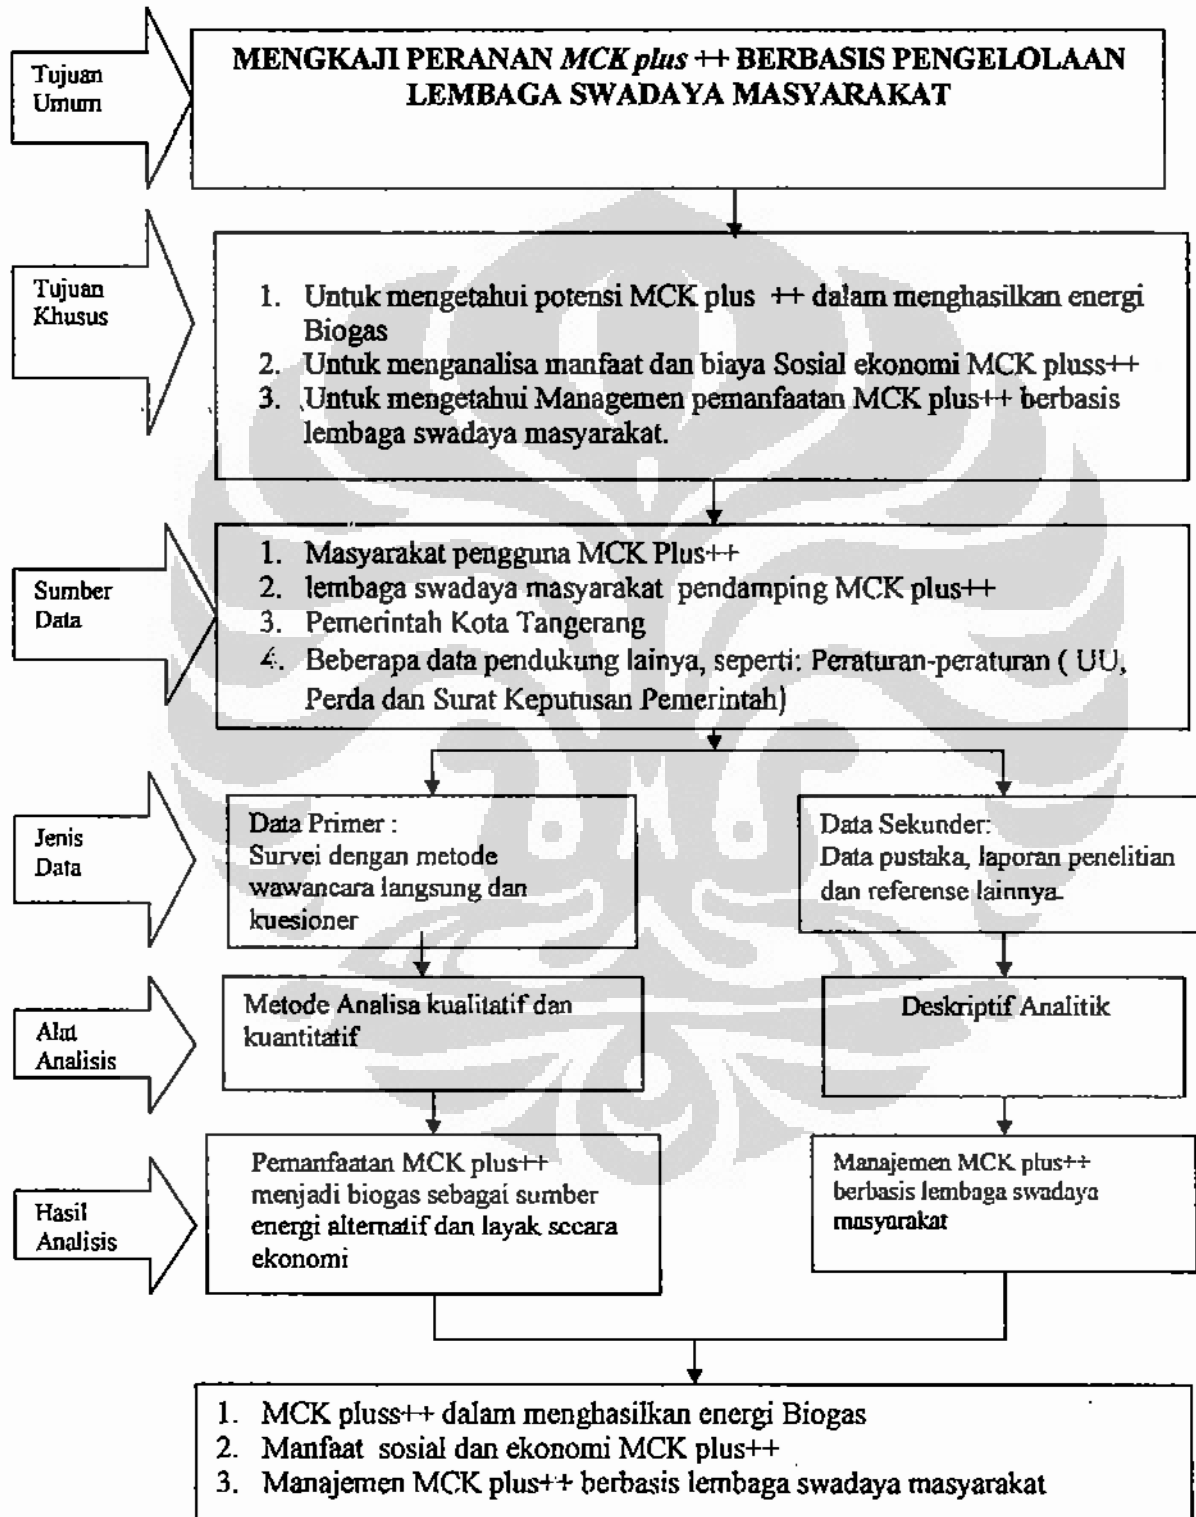 Tujuan
Umum
MENGKAJI PERANAN MCK plus ++ BERBASIS PENGELOLAAN
LEMBAGA SWADAYA MASYARAKAT
Tujuan
Khusus
1. Untuk mengetahui potensi MCK plus ++ dalam menghasilkan energi
Biogas
2. Untuk menganalisa manfaat dan biaya Sosial ekonomi MCK pluss++
3. Untuk mengetahui Managemen pemanfaatan MCK plus++ berbasis
lembaga swadaya masyarakat.
Sumber
Data
1. Masyarakat pengguna MCK Plus++
2. lembaga swadaya masyarakat pendamping MCK plus++
3. Pemerintah Kota Tangerang
4. Beberapa data pendukung lainya, seperti: Peraturan-peraturan ( UU,
Perda dan Surat Keputusan Pemerintah)
Jenis
Data
Data Primer :
Survei dengan metode
wawancara langsung dan
kuesioner
Data Sekunder:
Data pustaka, laporan penelitian
dan referense lainnya.
Alat
Analisis
Metode Analisa kualitatif dan
kuantitatif
Deskriptif Analitik
Hasil
Analisis
Pemanfaatan MCK plus++
menjadi biogas sebagai sumber
energi alternatif dan layak secara
ekonomi
Manajemen MCK plus++
berbasis lembaga swadaya
masyarakat
1. MCK pluss++ dalam menghasilkan energi Biogas
2. Manfaat sosial dan ekonomi MCK plus++
3. Manajemen MCK plus++ berbasis lembaga swadaya masyarakat